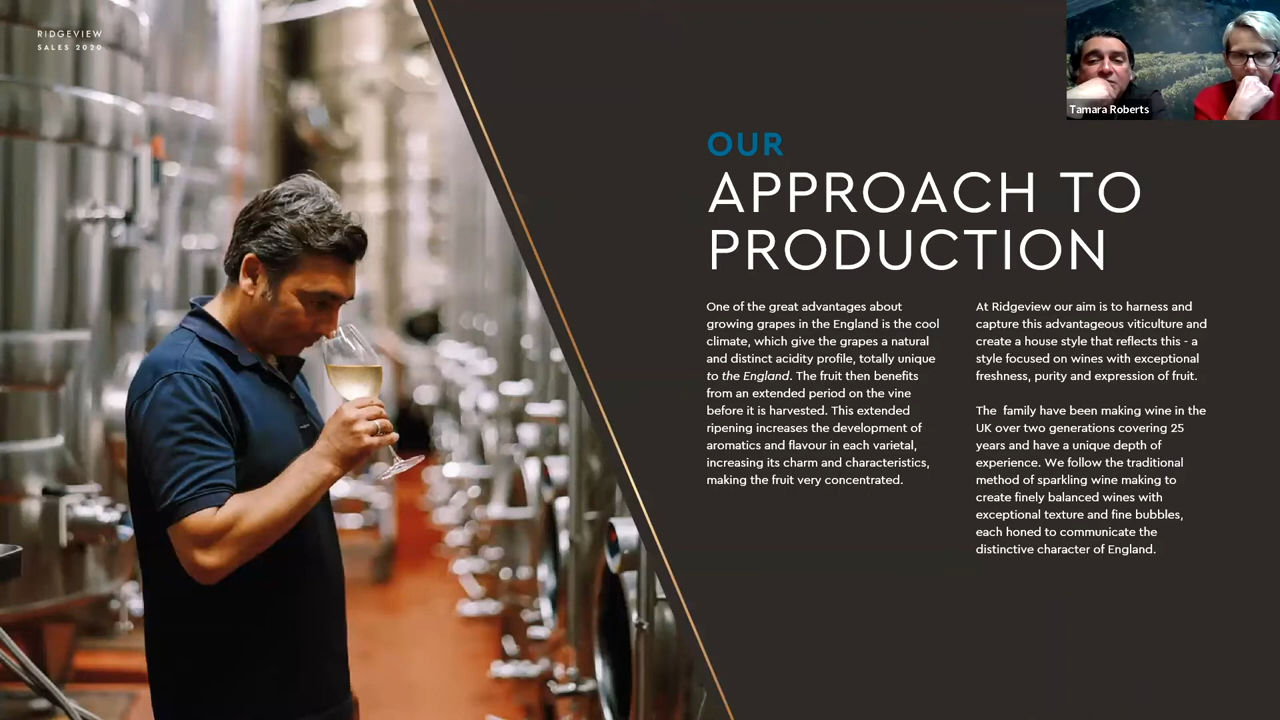 RIDGEVIEW
SALES 2020
Tamara Roberts
OUR
APPROACH TO
PRODUCTION
One of the great advantages about
growing grapes in the England is the cool
climate, which give the grapes a natural
and distinct acidity profile, totally unique
to the England. The fruit then benefits
from an extended period on the vine
before it is harvested. This extended
ripening increases the development of
aromatics and flavour in each varietal,
increasing its charm and characteristics,
making the fruit very concentrated.
At Ridgeview our aim is to harness and
capture this advantageous viticulture and
create a house style that reflects this - a
style focused on wines with exceptional
freshness, purity and expression of fruit.
The  family have been making wine in the
UK over two generations covering 25
years and have a unique depth of
experience. We follow the traditional
method of sparkling wine making to
create finely balanced wines with
exceptional texture and fine bubbles,
each honed to communicate the
distinctive character of England.